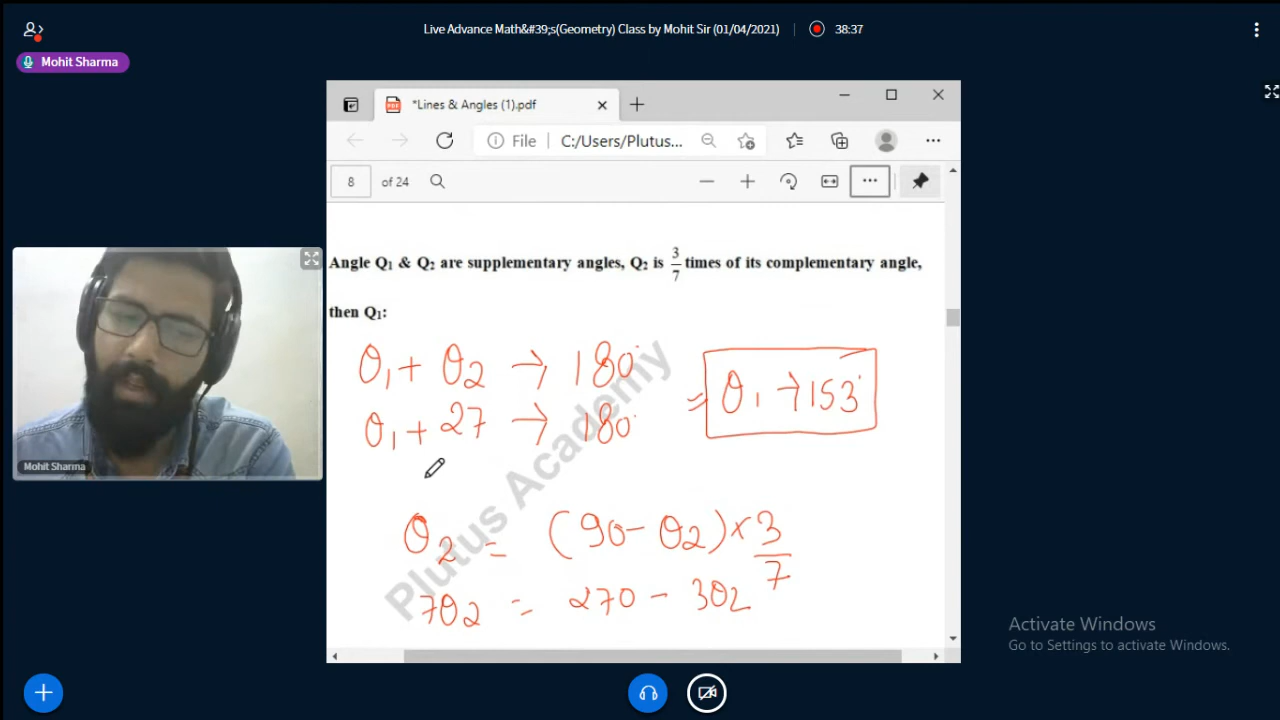 Live Advance Math&#39;s(Geometry) Class by Mohit Sir (01/04/2021) 38:37
Mohit Sharma
*Lines & Angles (1).pdf
File C:/Users/Plutus...
8 of 24
Angle Q₁ & Q₂ are supplementary angles, Q₂ is 3/7 times of its complementary angle,
then Q₁:
θ₁ + θ₂ → 180°
θ₁ + 27 → 180°
= θ₁ → 153°
θ₂ = (90 - θ₂) × 3/7
7θ₂ = 270 - 3θ₂
Plutus Academy
Mohit Sharma
Activate Windows
Go to Settings to activate Windows.